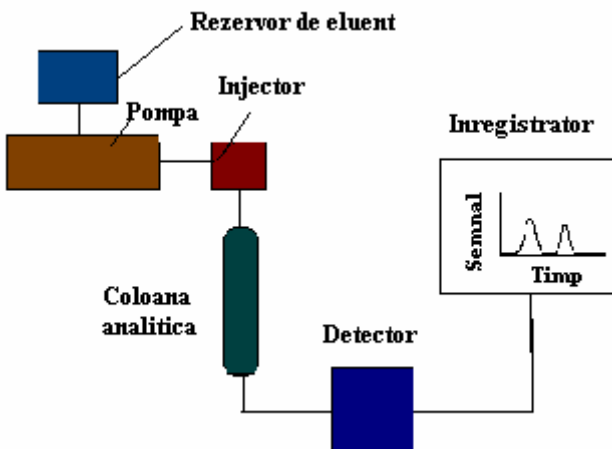 Rezervor de eluent
Injector
Pompa
Inregistrator
Semnal
Timp
Coloana
analitica
Detector